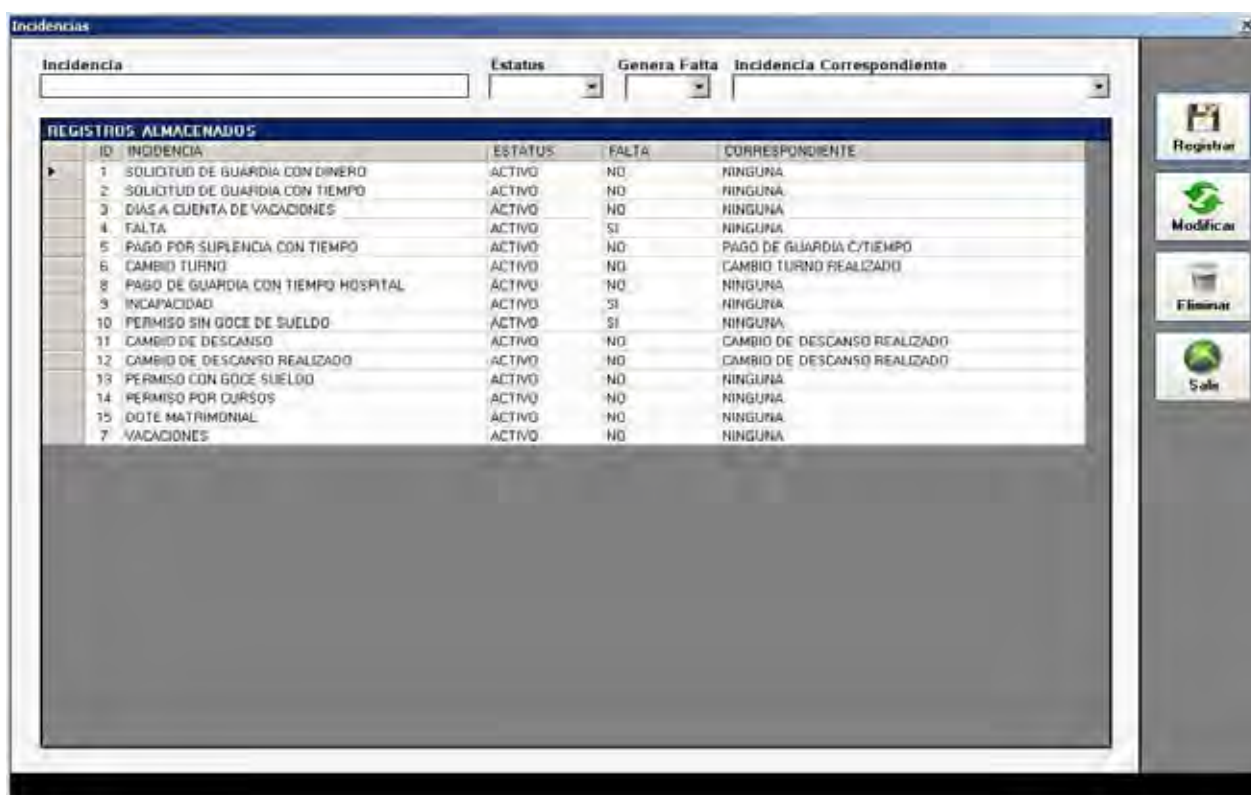 Incidencias
Incidencia Estatus Genera Falta Incidencia Correspondiente
REGISTROS ALMACENADOS
ID INCIDENCIA ESTATUS FALTA CORRESPONDIENTE
1 SOLICITUD DE GUARDIA CON DINERO ACTIVO NO NINGUNA
2 SOLICITUD DE GUARDIA CON TIEMPO ACTIVO NO NINGUNA
3 DIAS A CUENTA DE VACACIONES ACTIVO NO NINGUNA
4 FALTA ACTIVO SI NINGUNA
5 PAGO POR SUPLENCIA CON TIEMPO ACTIVO NO PAGO DE GUARDIA C/TIEMPO
6 CAMBIO TURNO ACTIVO NO CAMBIO TURNO REALIZADO
8 PAGO DE GUARDIA CON TIEMPO HOSPITAL ACTIVO NO NINGUNA
9 INCAPACIDAD ACTIVO SI NINGUNA
10 PERMISO SIN GOCE DE SUELDO ACTIVO SI NINGUNA
11 CAMBIO DE DESCANSO ACTIVO NO CAMBIO DE DESCANSO REALIZADO
12 CAMBIO DE DESCANSO REALIZADO ACTIVO NO CAMBIO DE DESCANSO REALIZADO
13 PERMISO CON GOCE SUELDO ACTIVO NO NINGUNA
14 PERMISO POR CURSOS ACTIVO NO NINGUNA
15 DOTE MATRIMONIAL ACTIVO NO NINGUNA
7 VACACIONES ACTIVO NO NINGUNA
Registrar
Modificar
Eliminar
Salir